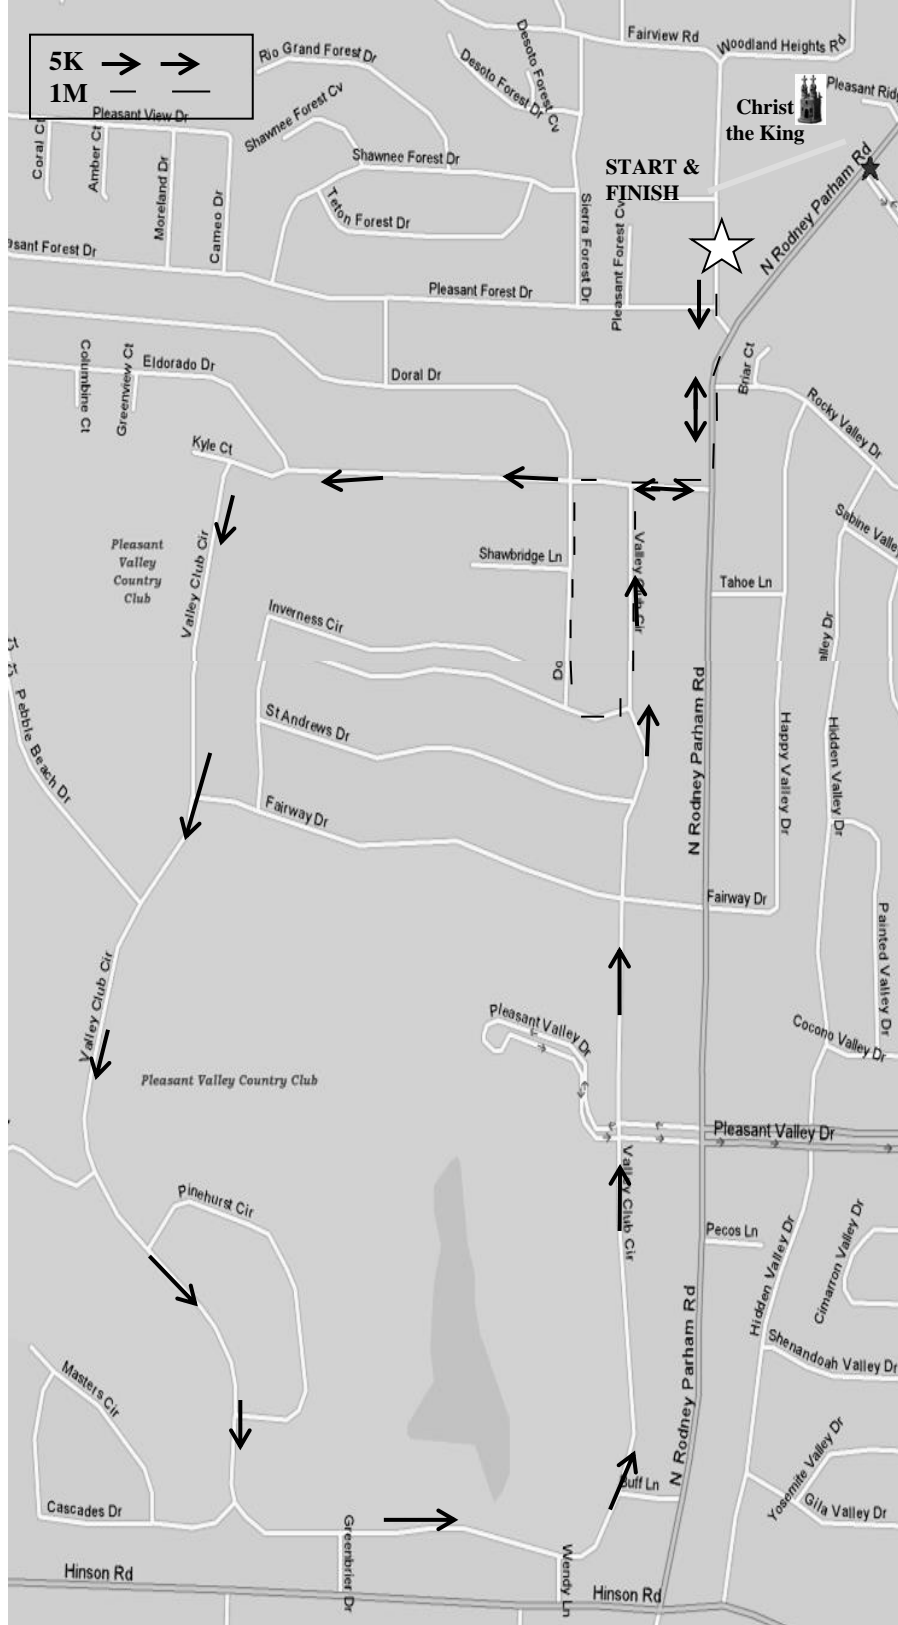 5K
1M
Fairview Rd
Woodland Heights Rd
Rio Grand Forest Dr
Desoto Forest Dr
Desoto Forest Cv
Christ
the King
Pleasant Ridg
Pleasant View Dr
Coral Ct
Amber Ct
Shawnee Forest Cv
Shawnee Forest Dr
START &
FINISH
N Rodney Parham Rd
Moreland Dr
Cameo Dr
Teton Forest Dr
Sierra Forest Dr
Pleasant Forest Cv
asant Forest Dr
Pleasant Forest Dr
Columbine Ct
Greenview Ct
Eldorado Dr
Doral Dr
Briar Ct
Rocky Valley Dr
Kyle Ct
Sabine Valley
Pleasant
Valley
Country
Club
Valley Club Cir
Shawbridge Ln
Valley Club Cir
Tahoe Ln
Inverness Cir
alley Dr
Do
Pebble Beach Dr
St Andrews Dr
N Rodney Parham Rd
Happy Valley Dr
Hidden Valley Dr
Fairway Dr
Fairway Dr
Painted Valley Dr
Valley Club Cir
Pleasant Valley Dr
Cocono Valley Dr
Pleasant Valley Country Club
Pleasant Valley Dr
Valley Club Cir
Pinehurst Cir
Pecos Ln
Hidden Valley Dr
Cimarron Valley Dr
N Rodney Parham Rd
Shenandoah Valley Dr
Masters Cir
Yosemite Valley Dr
Buff Ln
Gila Valley Dr
Cascades Dr
Greenbrier Dr
Wendy Ln
Hinson Rd
Hinson Rd